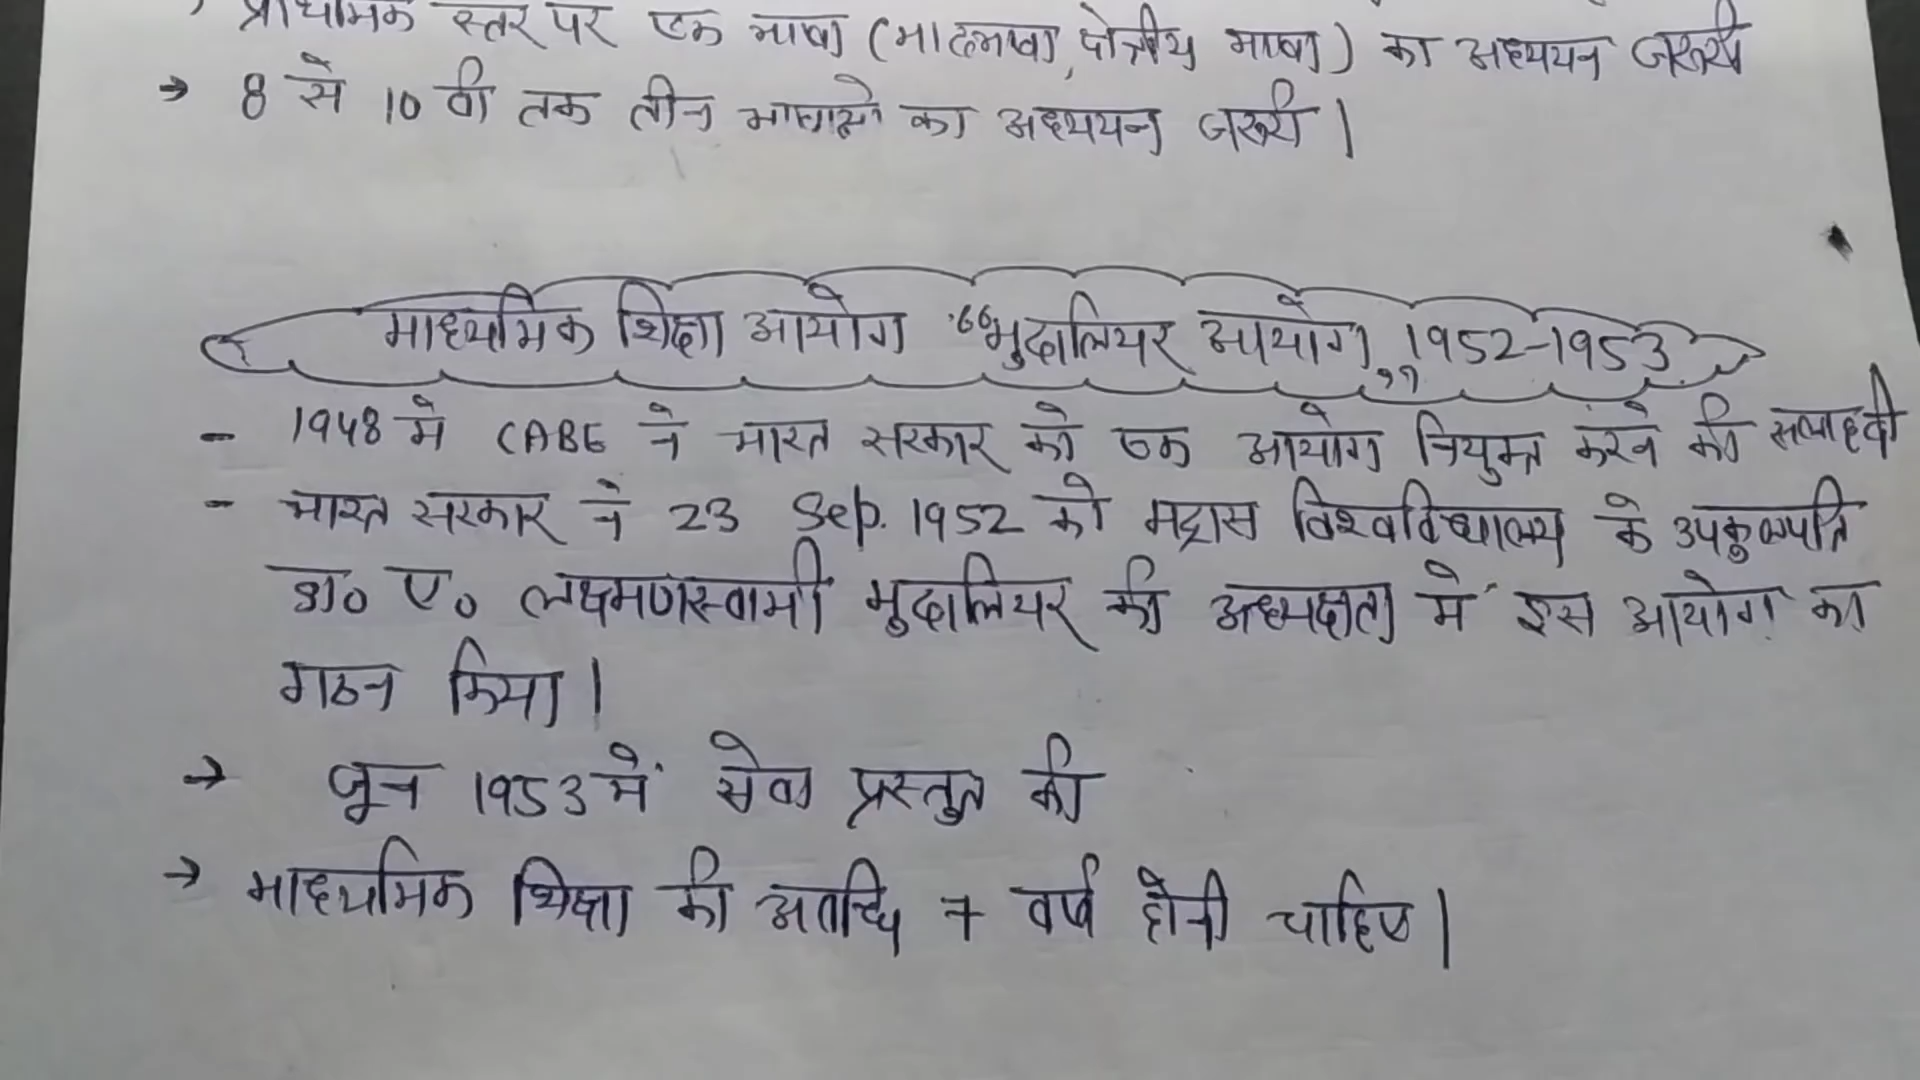 → प्राथमिक स्तर पर एक भाषा (मातृभाषा, क्षेत्रीय भाषा) का अध्ययन जरूरी
→ 8 से 10 वी तक तीन भाषाओ का अध्ययन जरूरी।
माध्यमिक शिक्षा आयोग "मुदालियर आयोग" 1952-1953
- 1948 मे CABE ने भारत सरकार को एक आयोग नियुक्त करने की सलाह दी
- भारत सरकार ने 23 Sep. 1952 को मद्रास विश्वविद्यालय के उपकुलपति
डा० ए० लक्ष्मणस्वामी मुदालियर की अध्यक्षता मे इस आयोग का
गठन किया।
→ जून 1953 में प्रस्तुत की
→ माध्यमिक शिक्षा की अवधि 7 वर्ष होनी चाहिए।